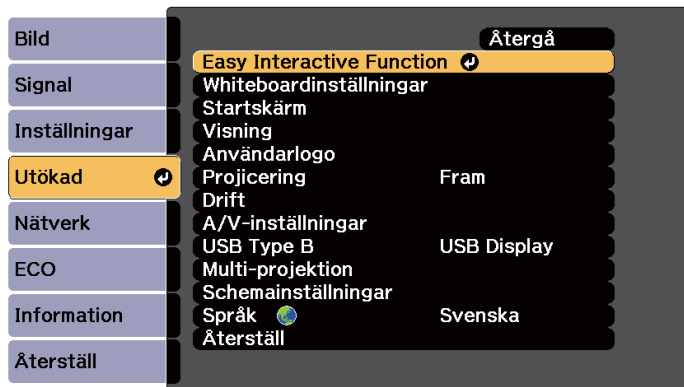 Bild
Signal
Inställningar
Utökad
Nätverk
ECO
Information
Återställ
Återgå
Easy Interactive Function
Whiteboardinställningar
Startskärm
Visning
Användarlogo
Projicering Fram
Drift
A/V-inställningar
USB Type B USB Display
Multi-projektion
Schemainställningar
Språk Svenska
Återställ